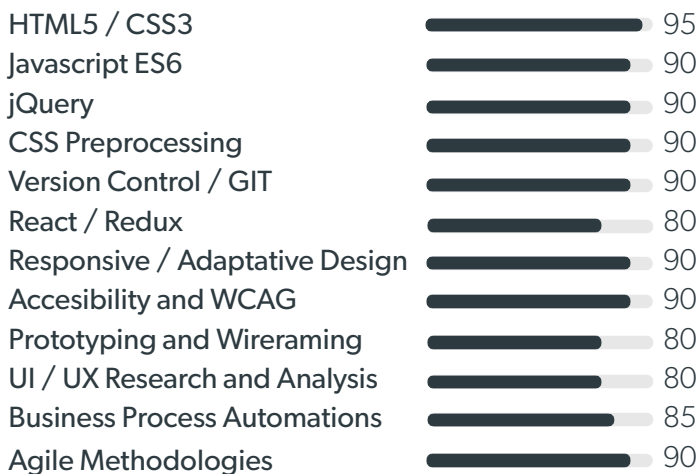 HTML5 / CSS3 95
Javascript ES6 90
jQuery 90
CSS Preprocessing 90
Version Control / GIT 90
React / Redux 80
Responsive / Adaptative Design 90
Accesibility and WCAG 90
Prototyping and Wireraming 80
UI / UX Research and Analysis 80
Business Process Automations 85
Agile Methodologies 90